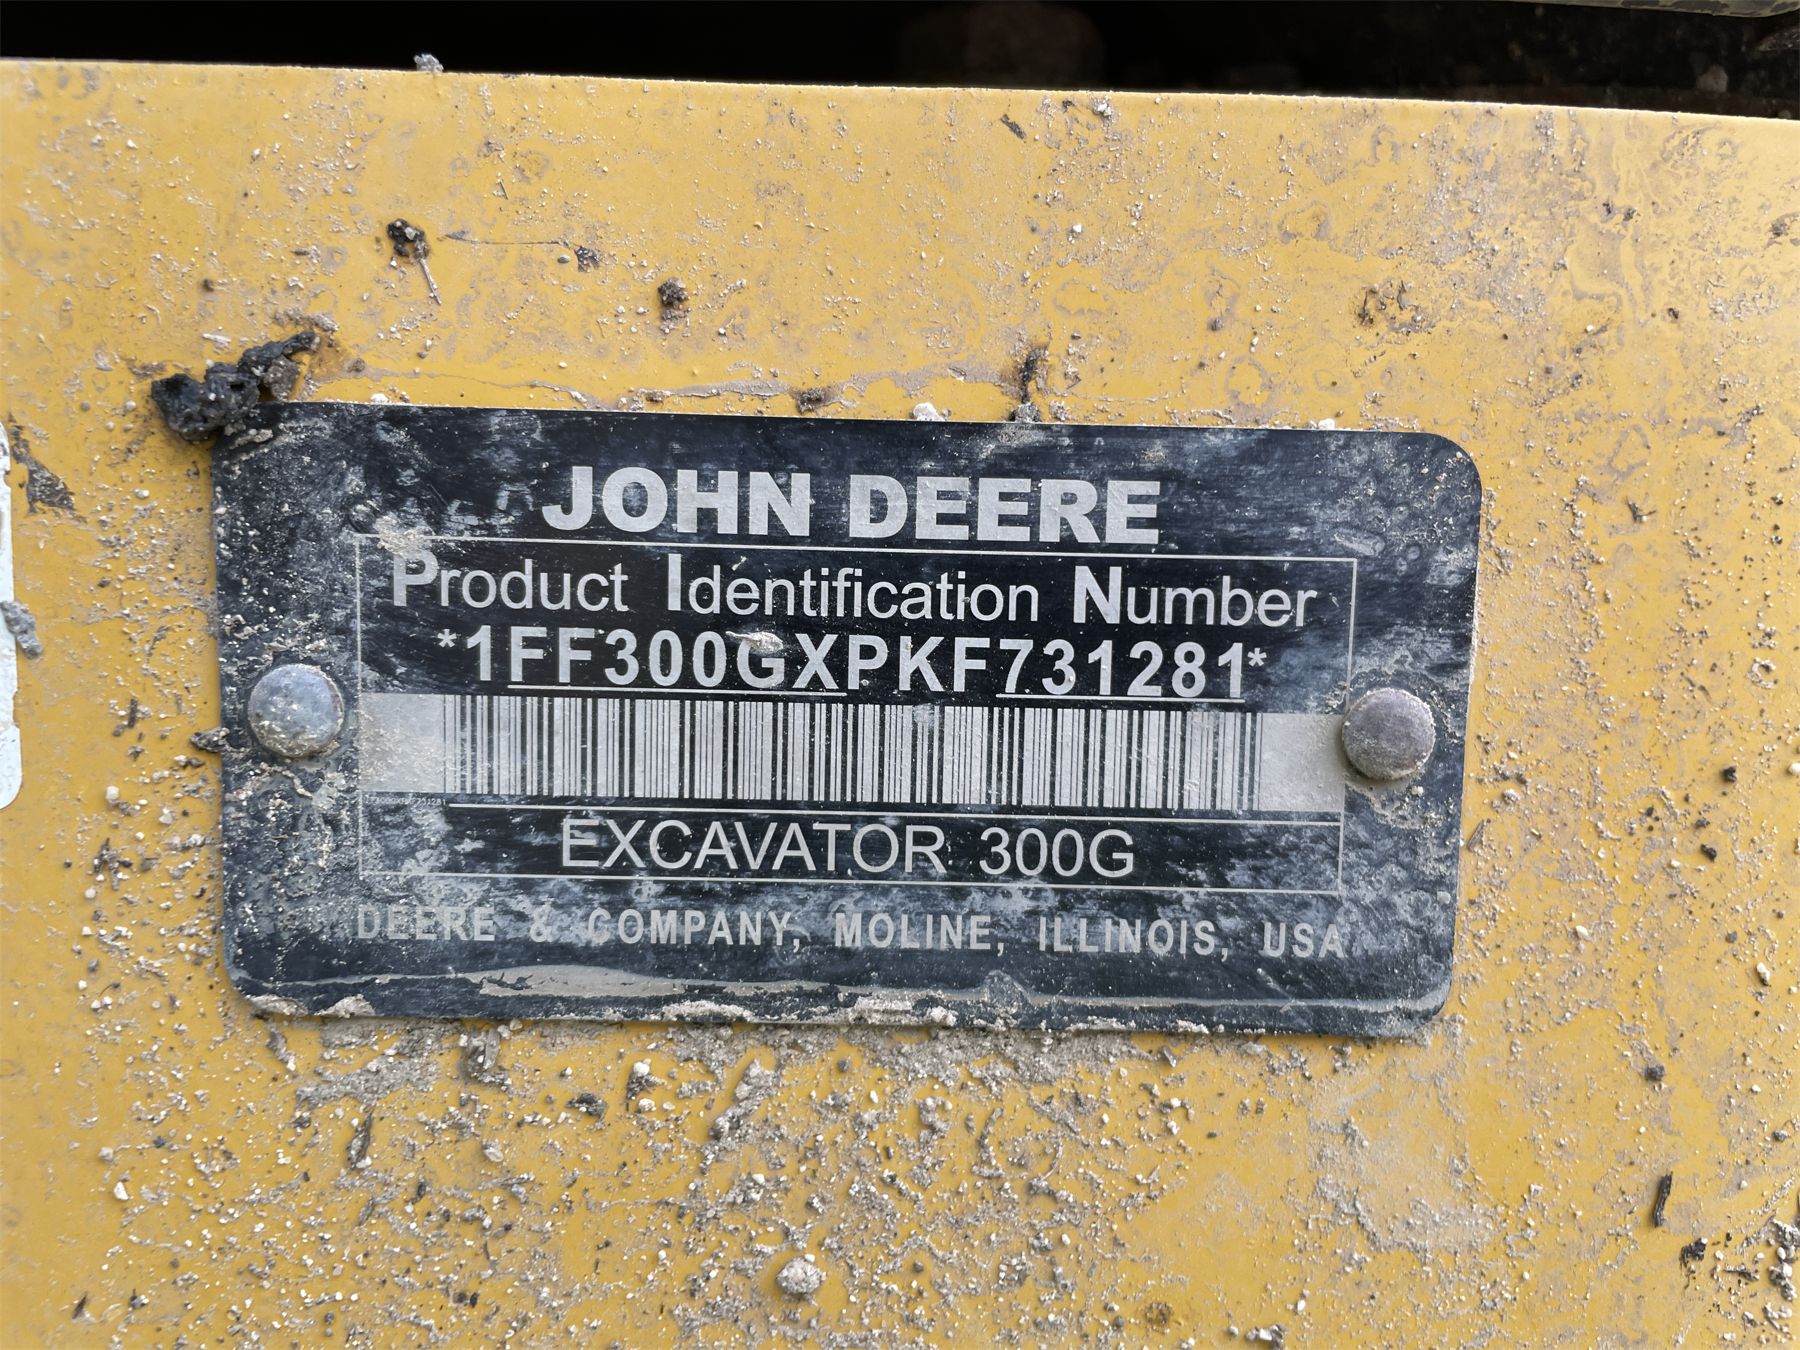 JOHN DEERE
Product Identification Number
*1FF300GXPKF731281*
EXCAVATOR 300G
DEERE & COMPANY, MOLINE, ILLINOIS, USA